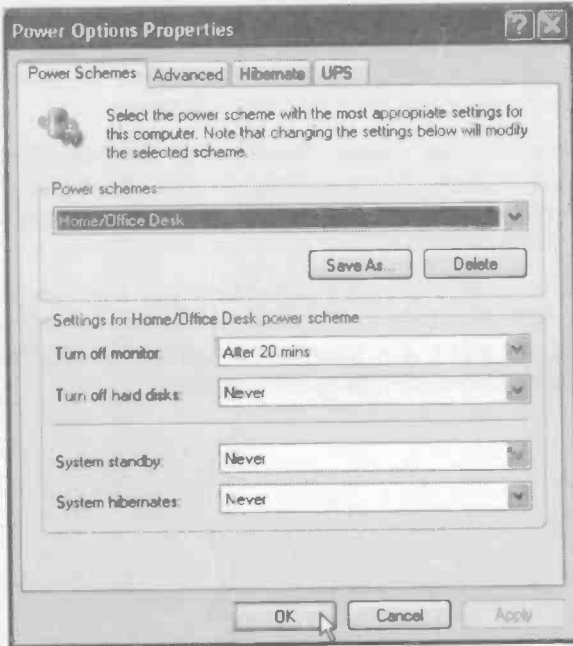 Power Options Properties
Power Schemes Advanced Hibernate UPS
Select the power scheme with the most appropriate settings for
this computer. Note that changing the settings below will modify
the selected scheme.
Power schemes
Home/Office Desk
Save As... Delete
Settings for Home/Office Desk power scheme
Turn off monitor: After 20 mins
Turn off hard disks: Never
System standby: Never
System hibernates: Never
OK Cancel Apply